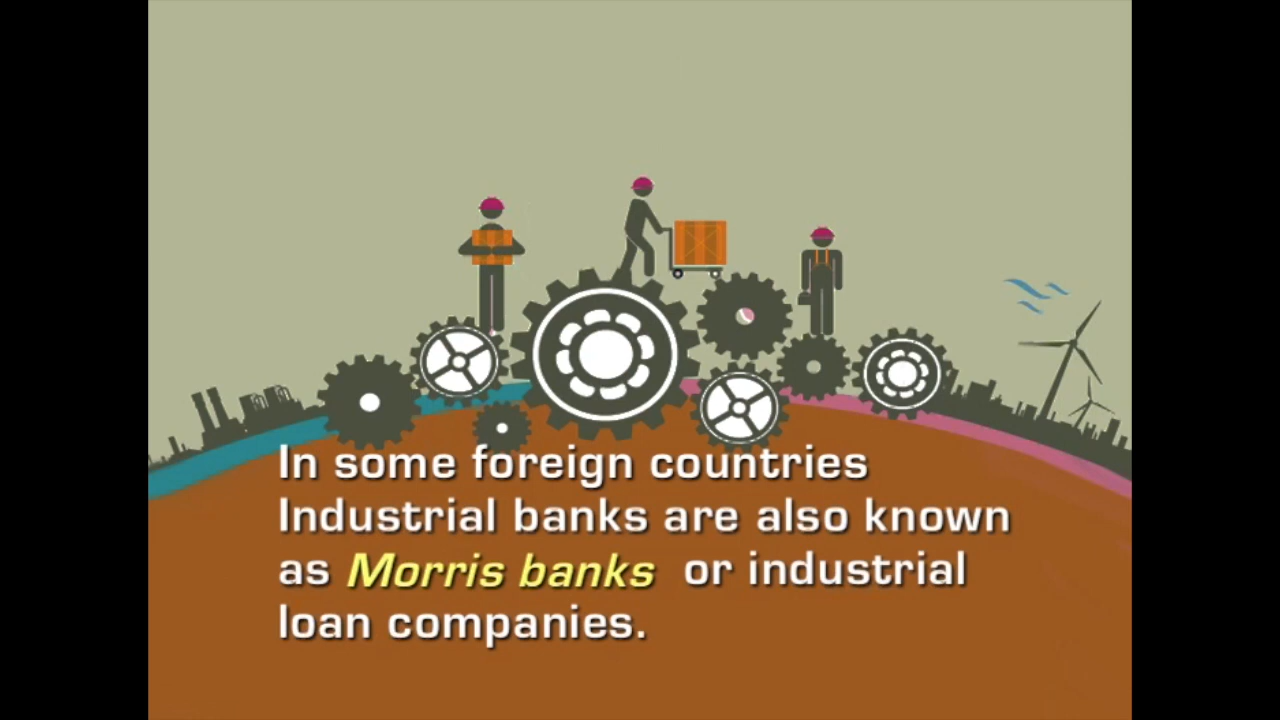 In some foreign countries
Industrial banks are also known
as Morris banks or industrial
loan companies.